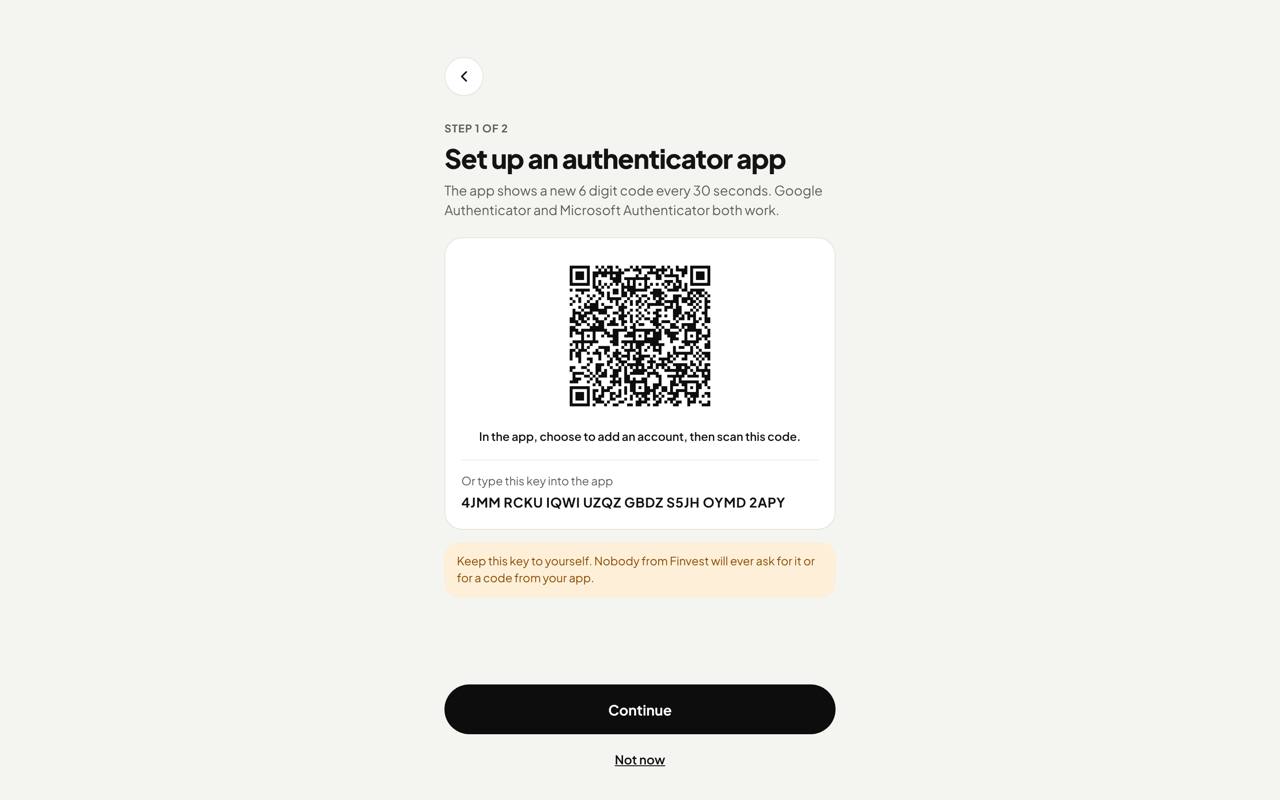 STEP 1 OF 2
Set up an authenticator app
The app shows a new 6 digit code every 30 seconds. Google
Authenticator and Microsoft Authenticator both work.
In the app, choose to add an account, then scan this code.
Or type this key into the app
4JMM RCKU IQWI UZQZ GBDZ S5JH OYMD 2APY
Keep this key to yourself. Nobody from Finvest will ever ask for it or
for a code from your app.
Continue
Not now